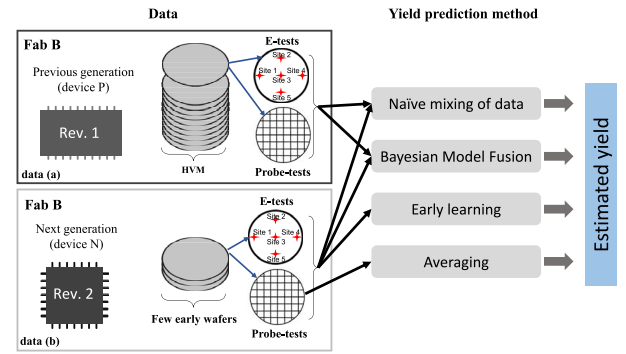 Data
Yield prediction method
Fab B
Previous generation
(device P)
Rev. 1
data (a)
HVM
E-tests
Site 2
Site 1
Site 4
Site 3
Site 5
Probe-tests
Fab B
Next generation
(device N)
Rev. 2
data (b)
Few early wafers
E-tests
Site 2
Site 1
Site 4
Site 3
Site 5
Probe-tests
Naïve mixing of data
Bayesian Model Fusion
Early learning
Averaging
Estimated yield